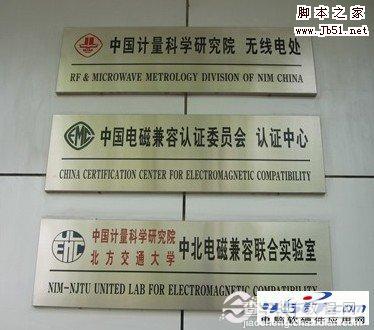 脚本之家
www.Jb51.net
中国计量科学研究院 无线电处
RF & MICROWAVE METROLOGY DIVISION OF NIM CHINA
EMC
中国电磁兼容认证委员会 认证中心
CHINA CERTIFICATION CENTER FOR ELECTROMAGNETIC COMPATIBILITY
EMC
中国计量科学研究院
北方交通大学
中北电磁兼容联合实验室
NIM-NJTU UNITED LAB FOR ELECTROMAGNETIC COMPATIBILITY